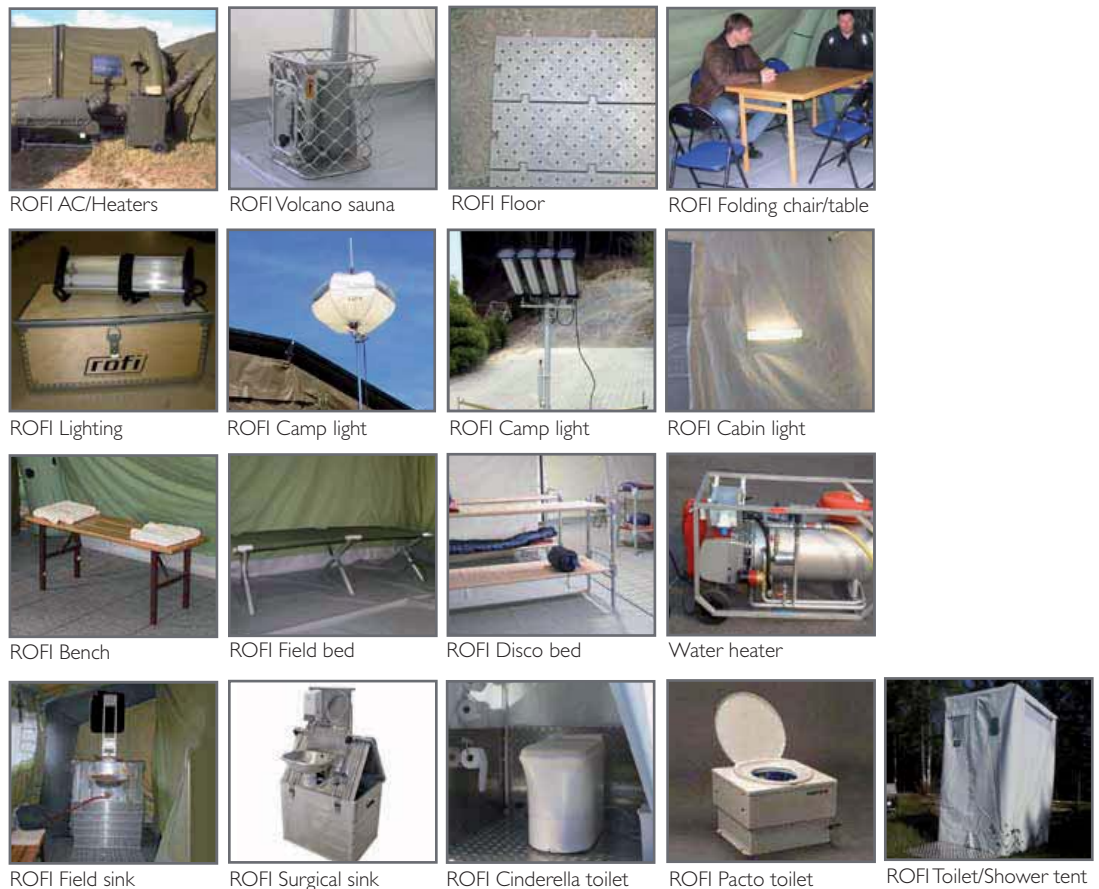 ROFI AC/Heaters ROFI Volcano sauna ROFI Floor ROFI Folding chair/table
rofi
ROFI Lighting ROFI Camp light ROFI Camp light ROFI Cabin light
ROFI Bench ROFI Field bed ROFI Disco bed Water heater
ROFI Field sink ROFI Surgical sink ROFI Cinderella toilet ROFI Pacto toilet ROFI Toilet/Shower tent